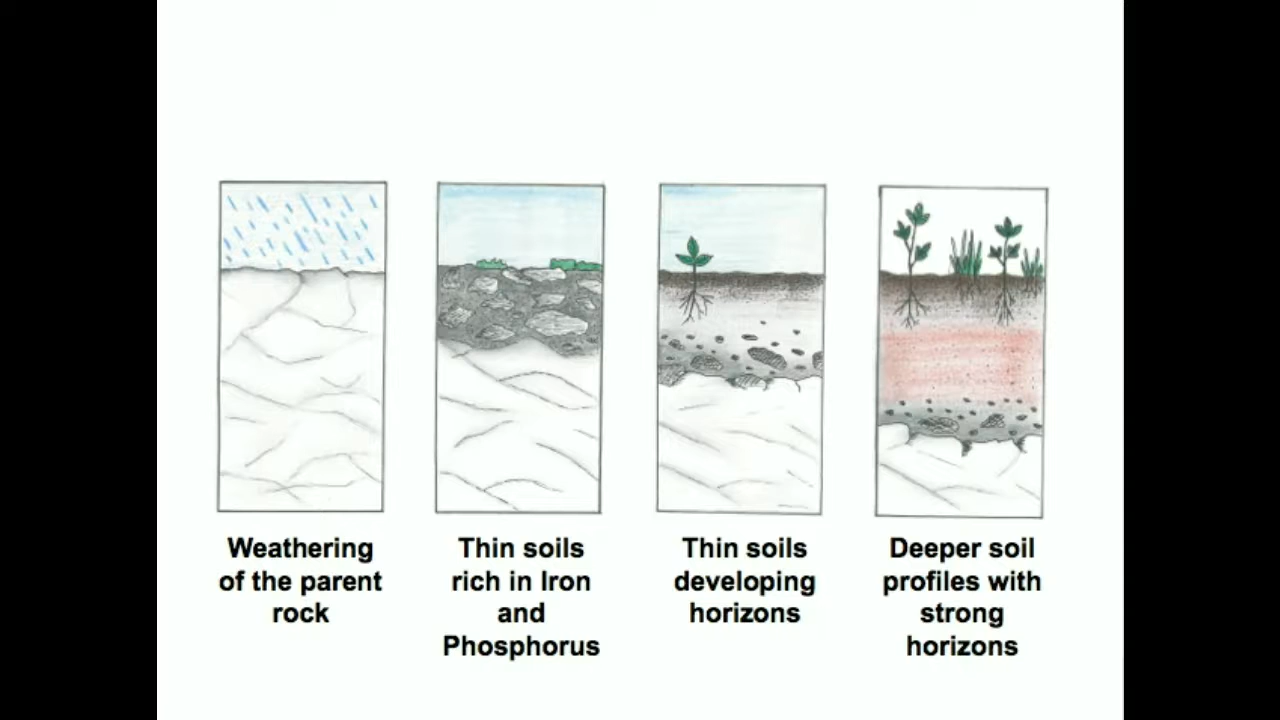 Weathering
of the parent
rock
Thin soils
rich in Iron
and
Phosphorus
Thin soils
developing
horizons
Deeper soil
profiles with
strong
horizons